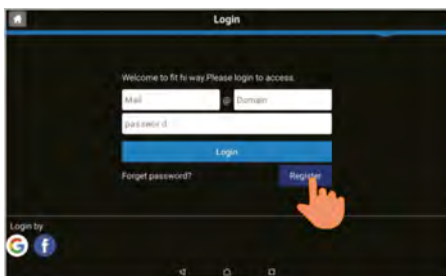 Login
Welcome to fit hi way.Please login to access.
Mail @ Domain
password
Login
Forget password? Register
Login by
G f